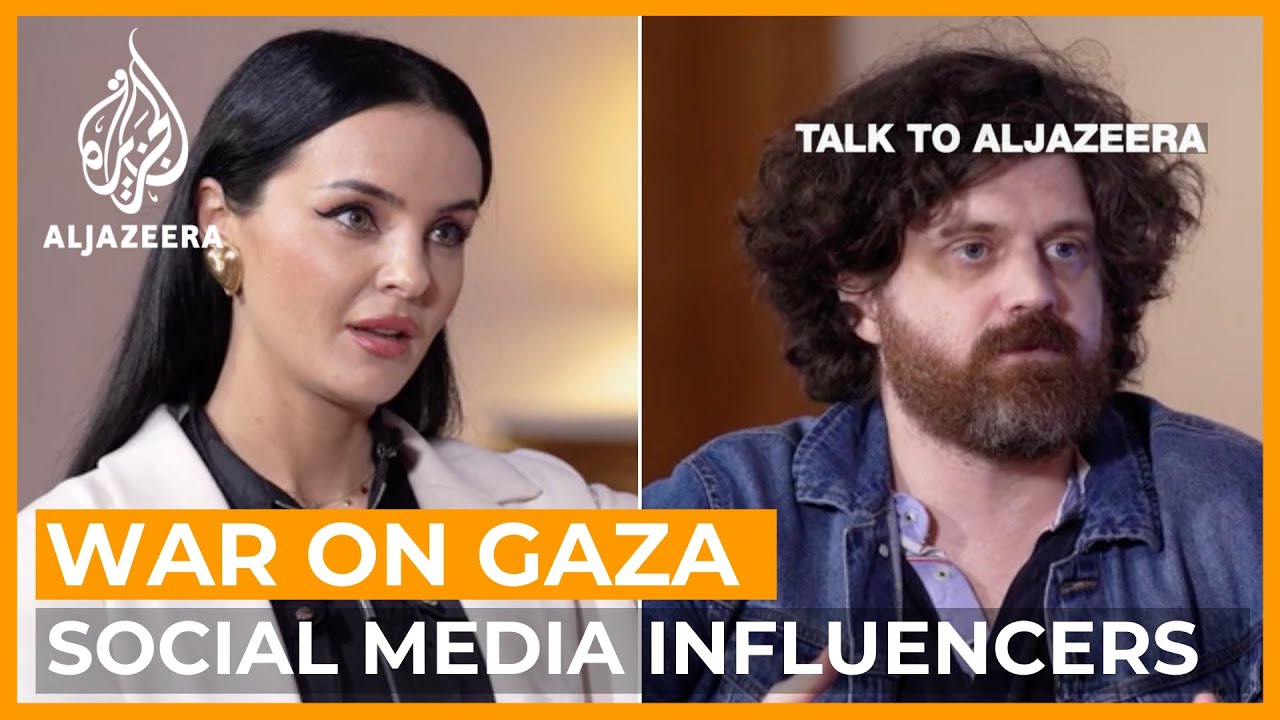 الجزيرة
ALJAZEERA
TALK TO ALJAZEERA
WAR ON GAZA
SOCIAL MEDIA INFLUENCERS